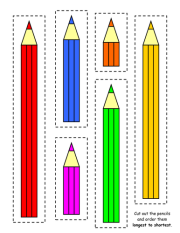 Cut out the pencils
and order them
longest to shortest.